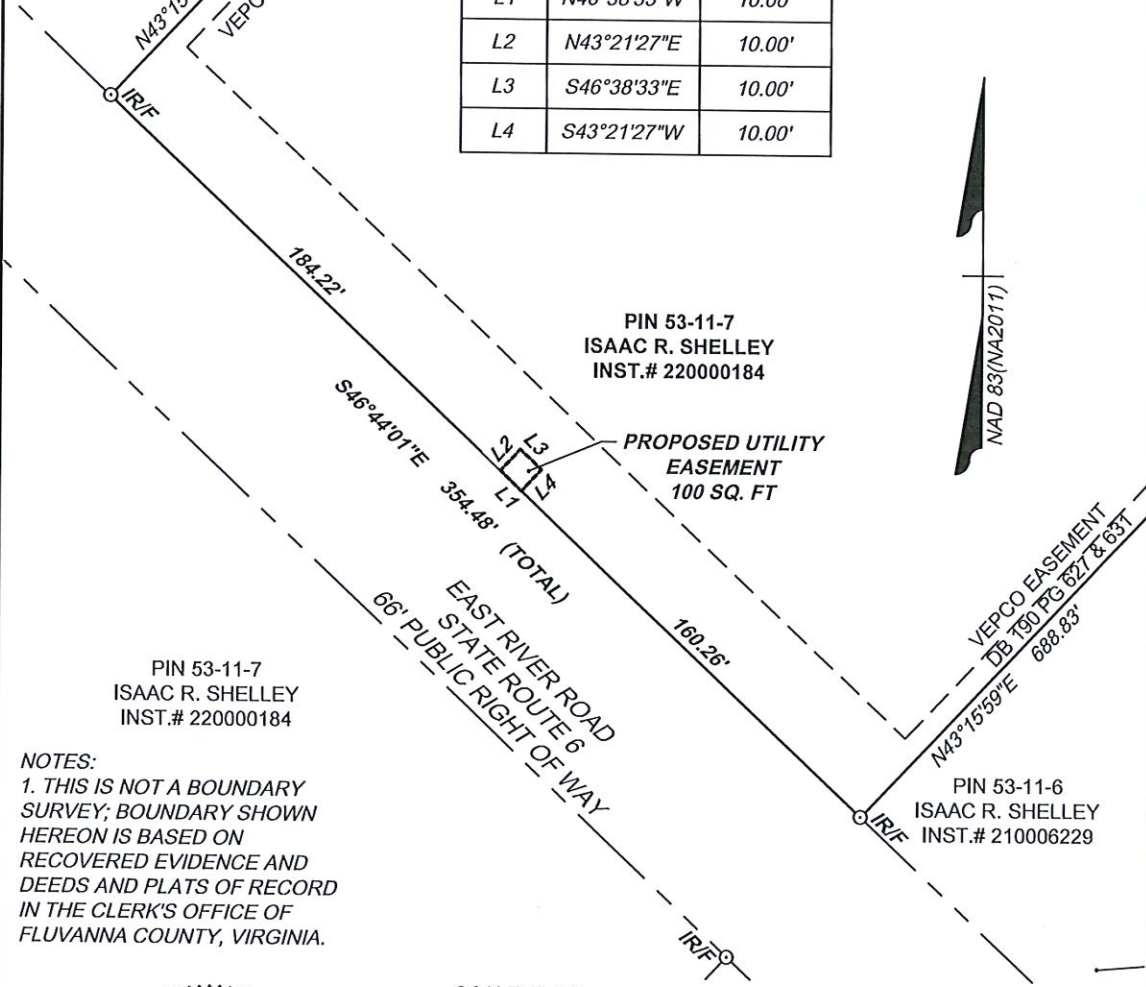 N43°15'
VEPCO
L2 N43°21'27"E 10.00'
L3 S46°38'33"E 10.00'
L4 S43°21'27"W 10.00'
IR/F
184.22'
PIN 53-11-7
ISAAC R. SHELLEY
INST.# 220000184
NAD 83(NA2011)
S46°44'01"E 354.48' (TOTAL)
L2
L3
L1
L4
PROPOSED UTILITY
EASEMENT
100 SQ. FT
EAST RIVER ROAD
STATE ROUTE 6
66' PUBLIC RIGHT OF WAY
160.26'
VEPCO EASEMENT
DB 190 PG 627 & 631
N43°15'59"E 688.83'
PIN 53-11-7
ISAAC R. SHELLEY
INST.# 220000184
PIN 53-11-6
ISAAC R. SHELLEY
INST.# 210006229
IR/F
NOTES:
1. THIS IS NOT A BOUNDARY
SURVEY; BOUNDARY SHOWN
HEREON IS BASED ON
RECOVERED EVIDENCE AND
DEEDS AND PLATS OF RECORD
IN THE CLERK'S OFFICE OF
FLUVANNA COUNTY, VIRGINIA.
IR/F